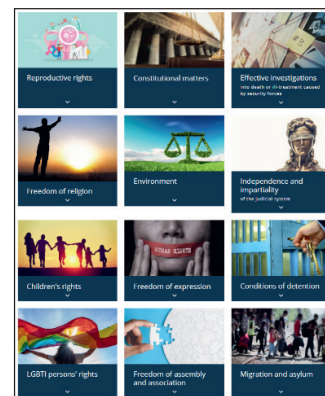 Reproductive rights
Constitutional matters
Effective investigations
into death or ill-treatment caused
by security forces
Freedom of religion
Environment
Independence and
impartiality
of the judicial system
HUMAN RIGHTS
Children's rights
Freedom of expression
Conditions of detention
LGBTI persons' rights
Freedom of assembly
and association
Migration and asylum